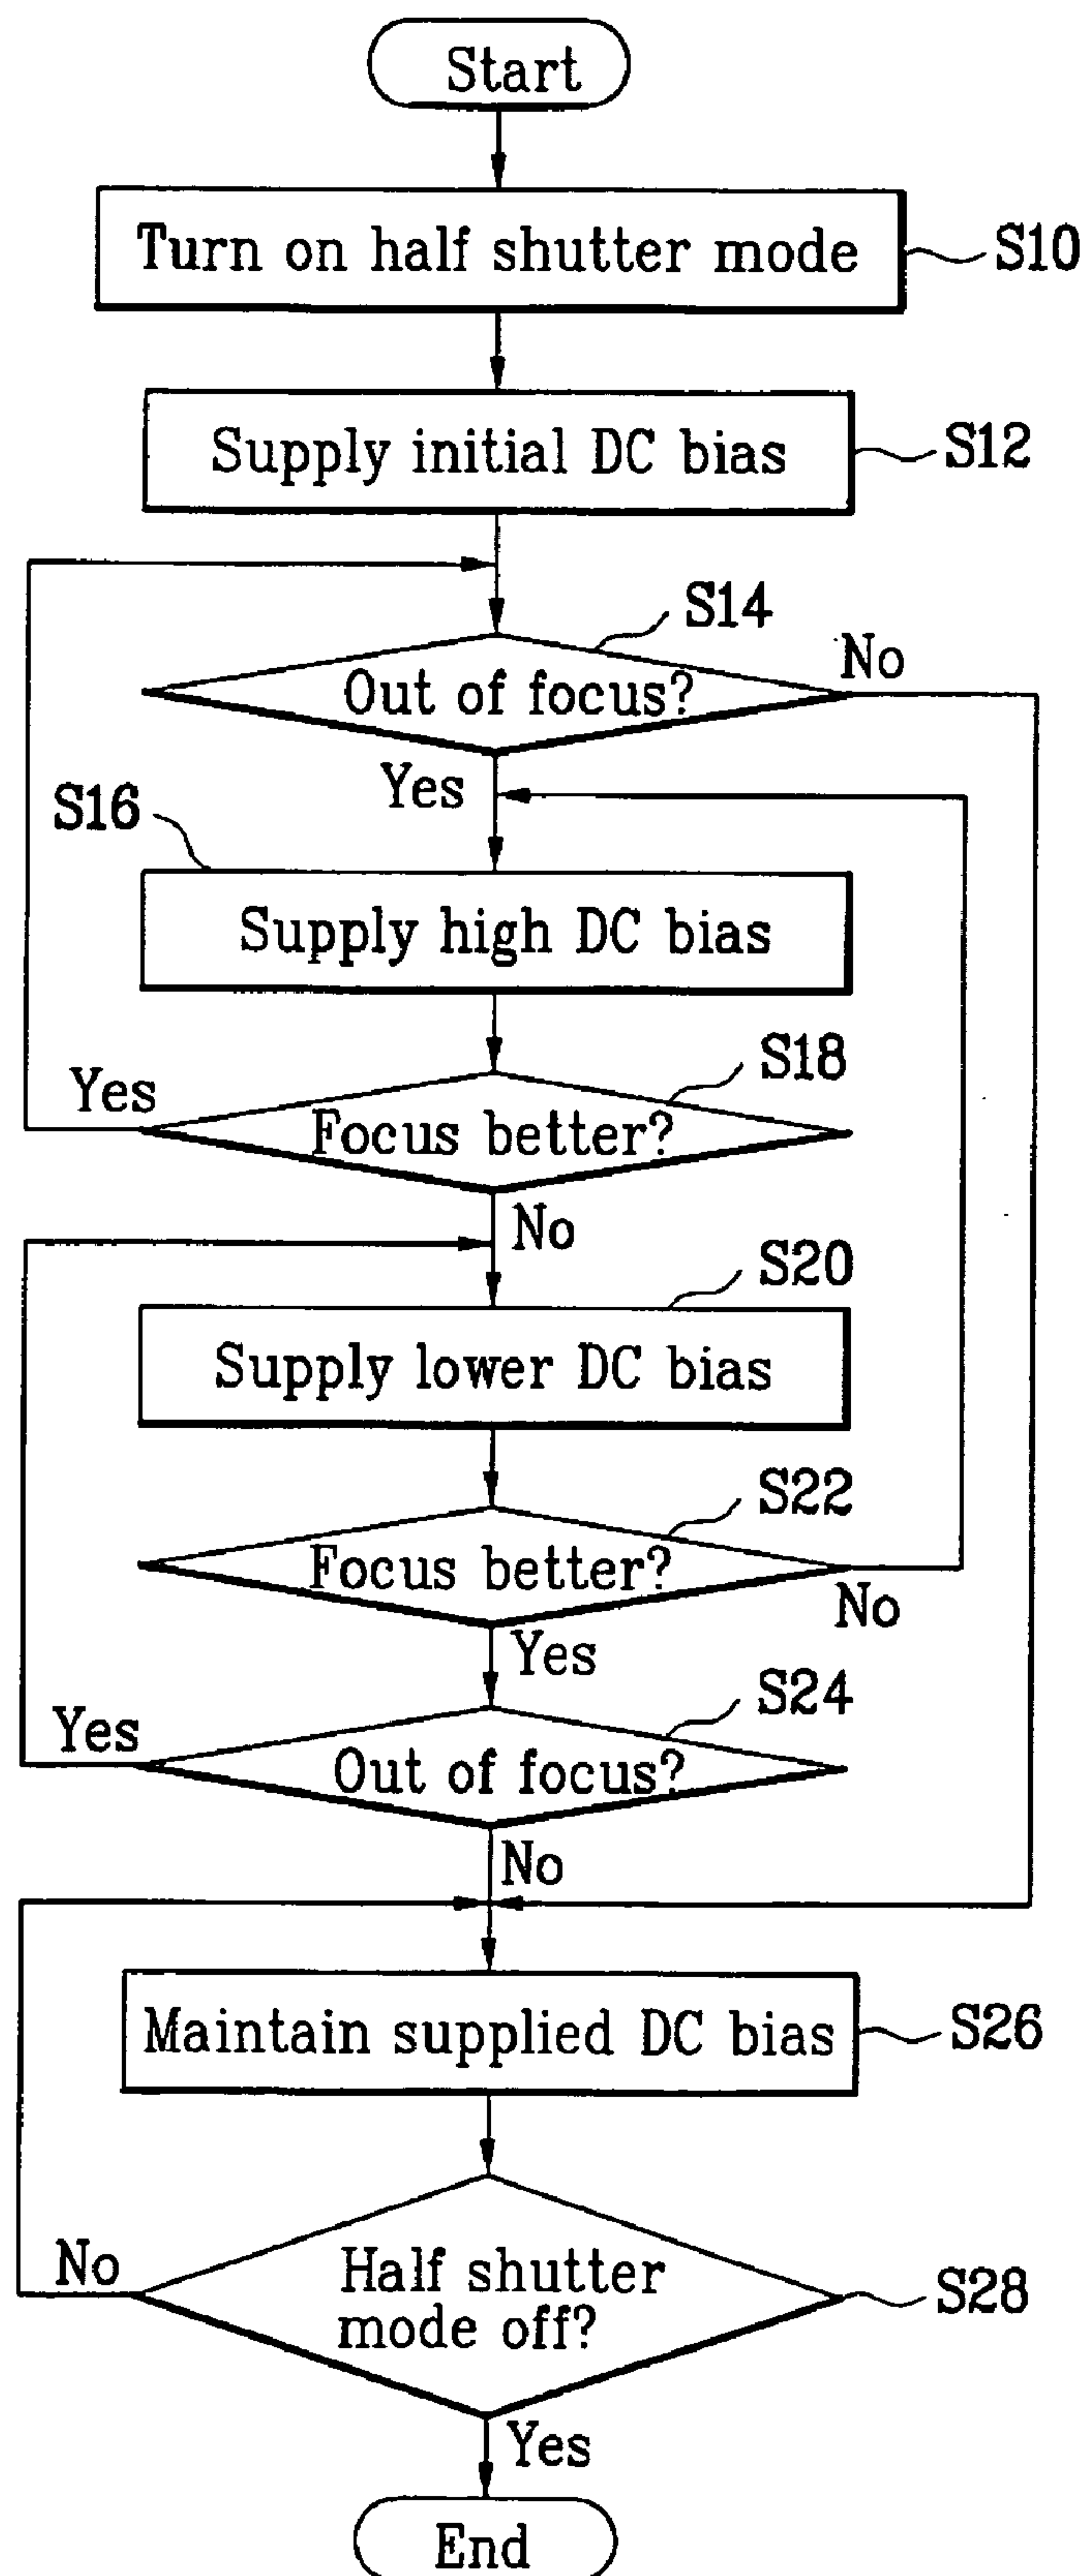 Start
Turn on half shutter mode
S10
Supply initial DC bias
S12
S14
Out of focus?
No
Yes
S16
Supply high DC bias
S18
Yes
Focus better?
No
S20
Supply lower DC bias
S22
Focus better?
No
Yes
S24
Yes
Out of focus?
No
Maintain supplied DC bias
S26
No
Half shutter
mode off?
S28
Yes
End